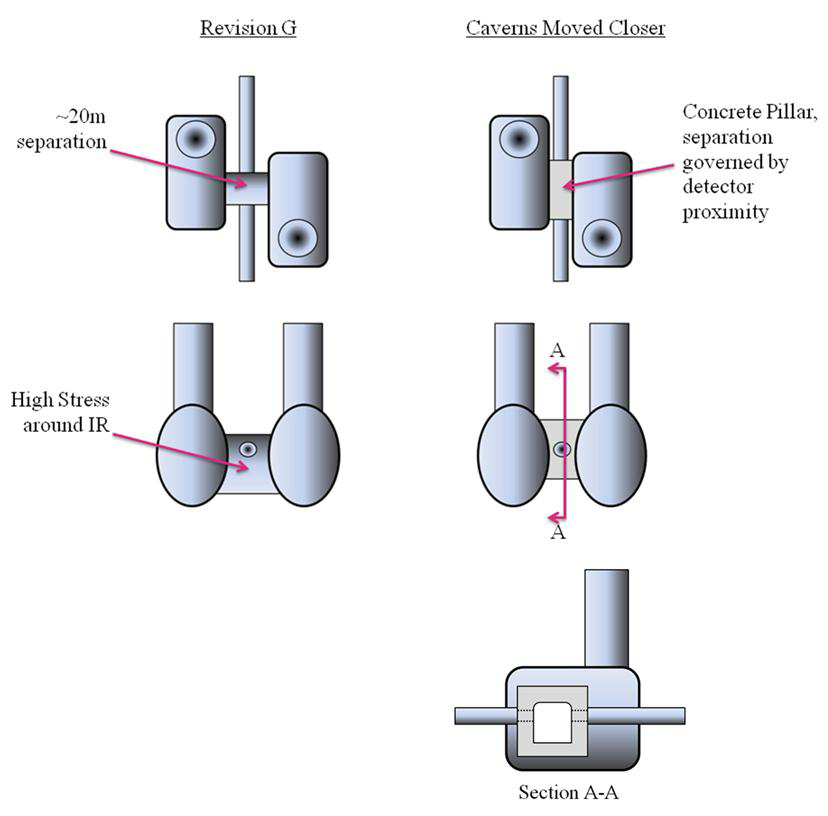 Revision G
Caverns Moved Closer
~20m
separation
Concrete Pillar,
separation
governed by
detector
proximity
High Stress
around IR
A
A
Section A-A